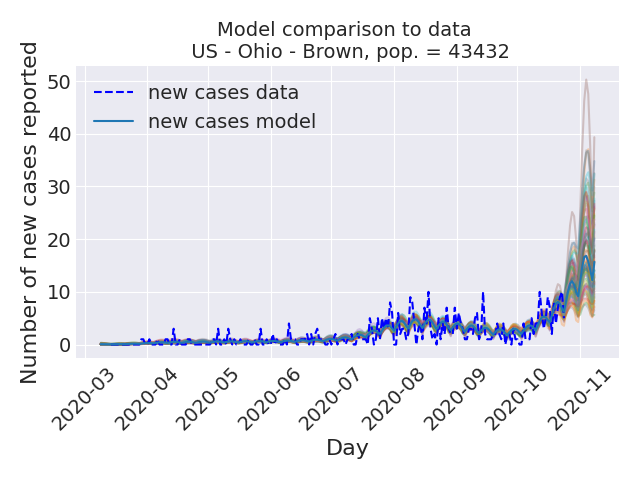 Model comparison to data
US - Ohio - Brown, pop. = 43432
Number of new cases reported
50
40
30
20
10
0
new cases data
new cases model
2020-03
2020-04
2020-05
2020-06
2020-07
2020-08
2020-09
2020-10
2020-11
Day